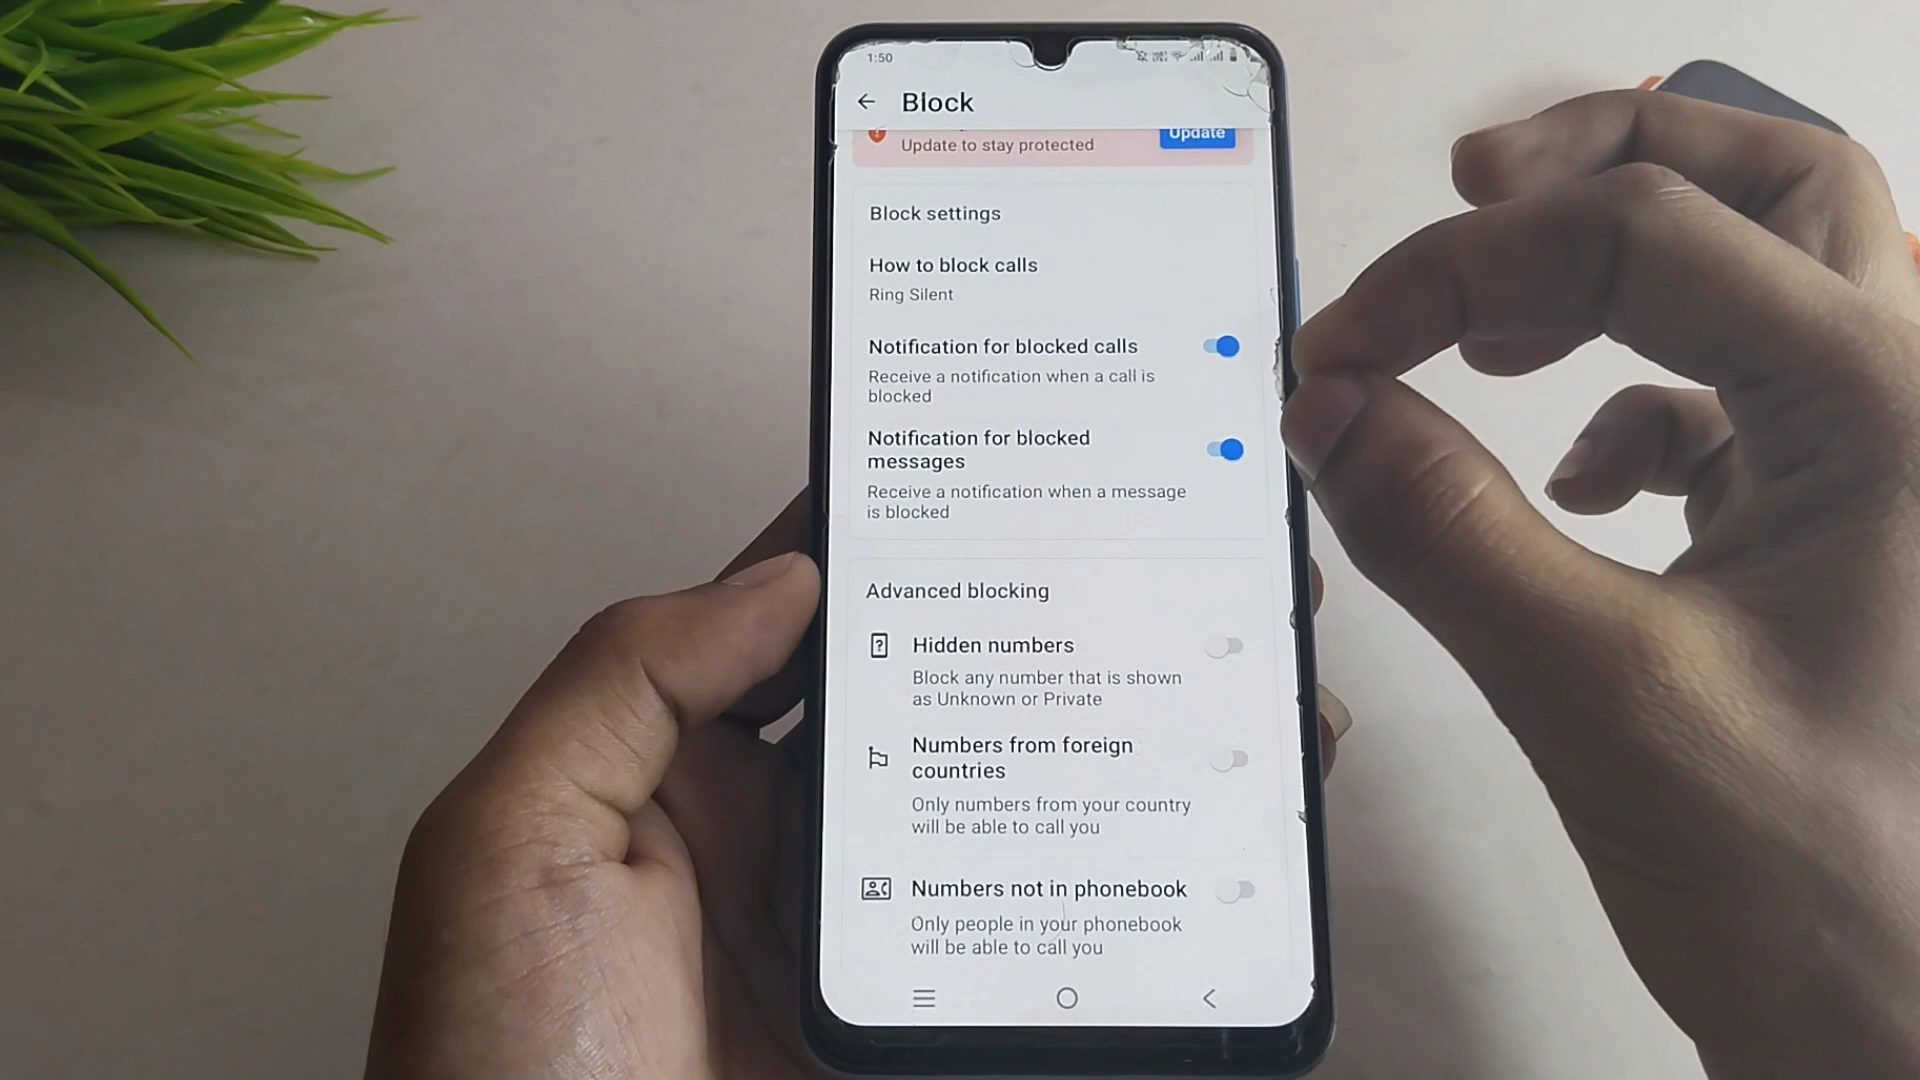 1:50
Block
Update to stay protected
Update
Block settings
How to block calls
Ring Silent
Notification for blocked calls
Receive a notification when a call is
blocked
Notification for blocked
messages
Receive a notification when a message
is blocked
Advanced blocking
Hidden numbers
Block any number that is shown
as Unknown or Private
Numbers from foreign
countries
Only numbers from your country
will be able to call you
Numbers not in phonebook
Only people in your phonebook
will be able to call you